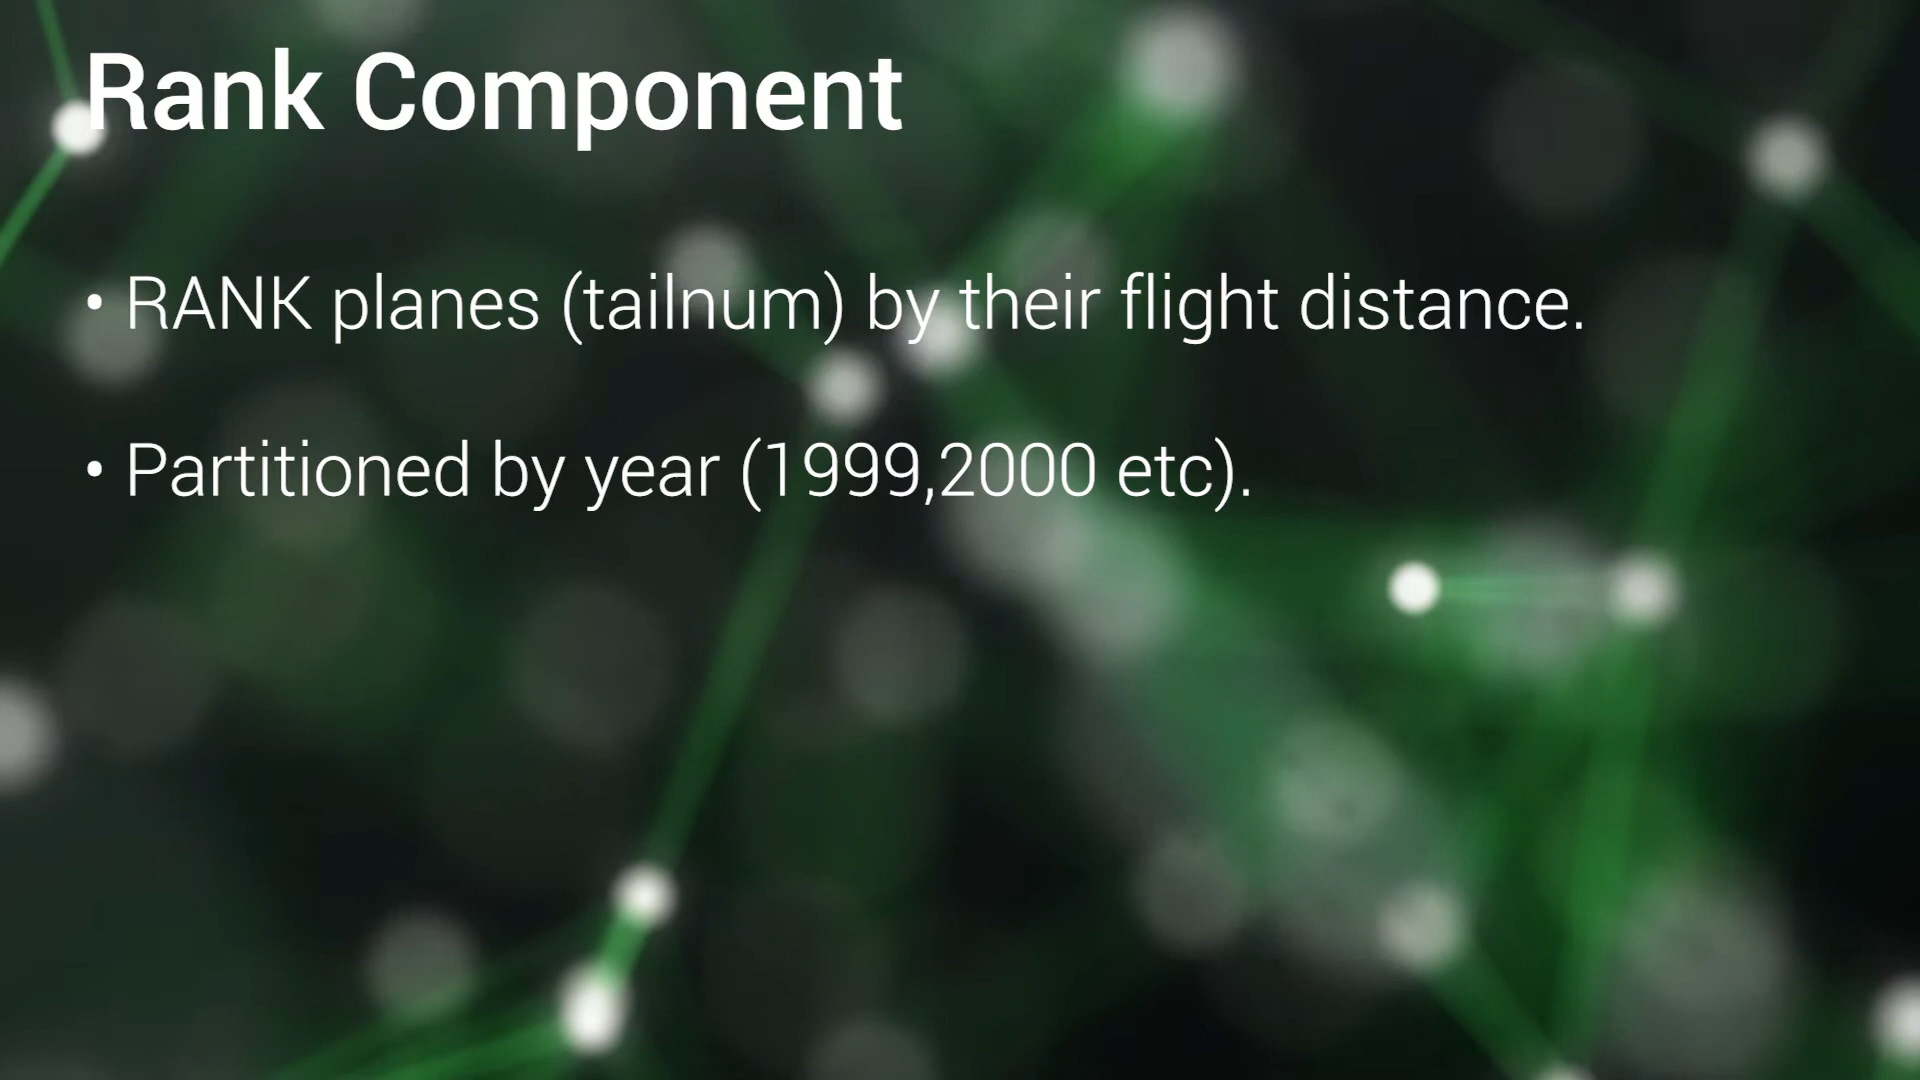 Rank Component
• RANK planes (tailnum) by their flight distance.
• Partitioned by year (1999,2000 etc).